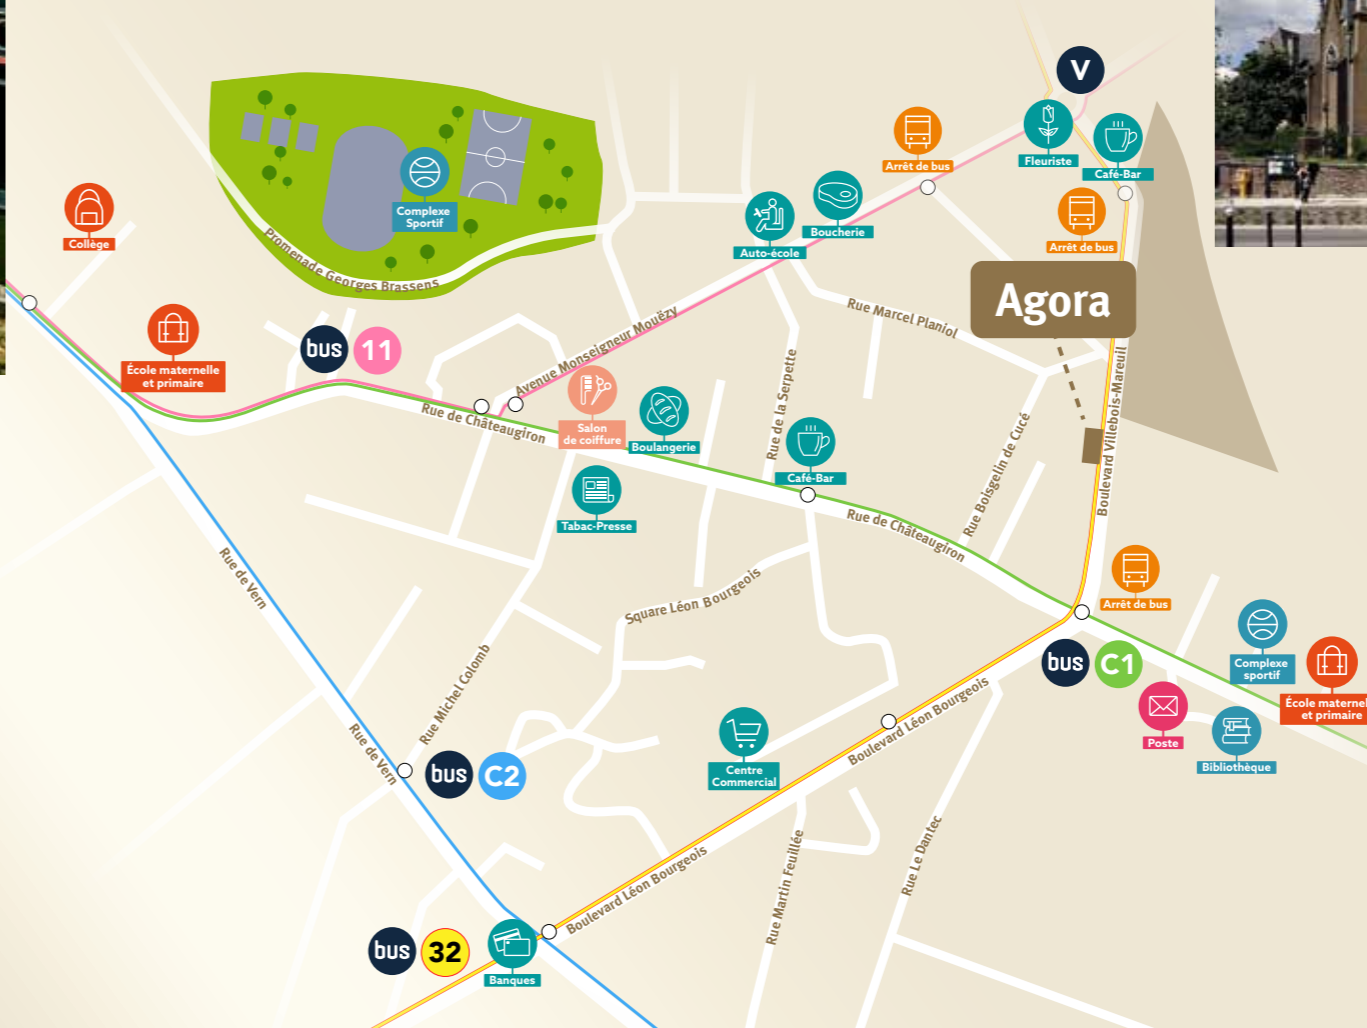 V
Arrêt de bus
Fleuriste
Café-Bar
Collège
Complexe
Sportif
Boucherie
Auto-école
Arrêt de bus
Promenade Georges Brassens
Agora
Rue Marcel Planiol
École maternelle
et primaire
bus 11
Avenue Monseigneur Mouëzy
Rue de la Serpette
Boulevard Villebois-Mareuil
Rue de Châteaugiron
Salon
de coiffure
Boulangerie
Café-Bar
Rue Boisgelin de Cucé
Tabac-Presse
Rue de Châteaugiron
Rue de Vern
Square Léon Bourgeois
Arrêt de bus
bus C1
Complexe
sportif
École maternel
et primaire
Rue Michel Colomb
Poste
Bibliothèque
Rue de Vern
bus C2
Centre
Commercial
Boulevard Léon Bourgeois
Rue Martin Feuillée
Rue Le Dantec
Boulevard Léon Bourgeois
bus 32
Banques